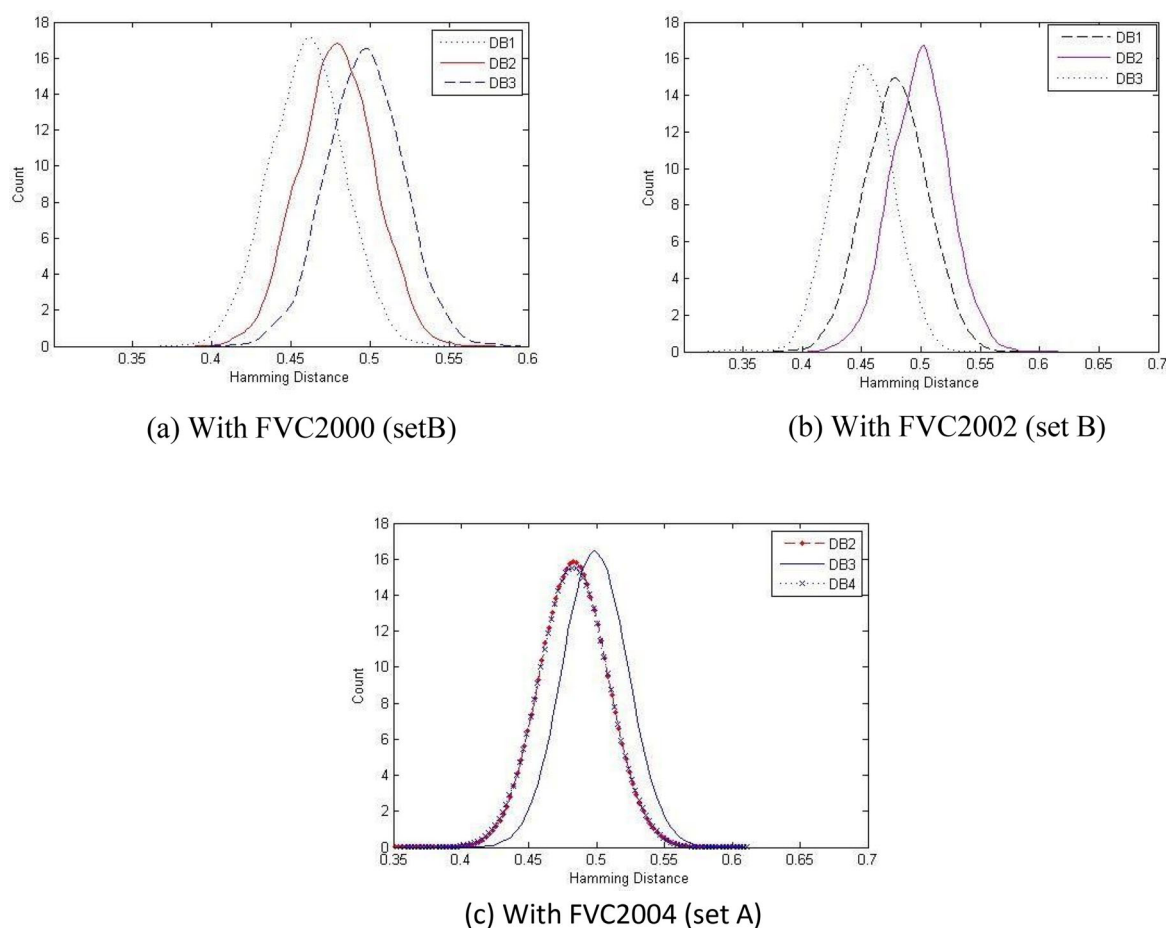 18
16
14
12
10
8
6
4
2
0
Count
DB1
DB2
DB3
0.35 0.4 0.45 0.5 0.55 0.6
Hamming Distance
(a) With FVC2000 (setB)
18
16
14
12
10
8
6
4
2
0
Count
DB1
DB2
DB3
0.35 0.4 0.45 0.5 0.55 0.6 0.65 0.7
Hamming Distance
(b) With FVC2002 (set B)
18
16
14
12
10
8
6
4
2
0
Count
DB2
DB3
DB4
0.35 0.4 0.45 0.5 0.55 0.6 0.65 0.7
Hamming Distance
(c) With FVC2004 (set A)